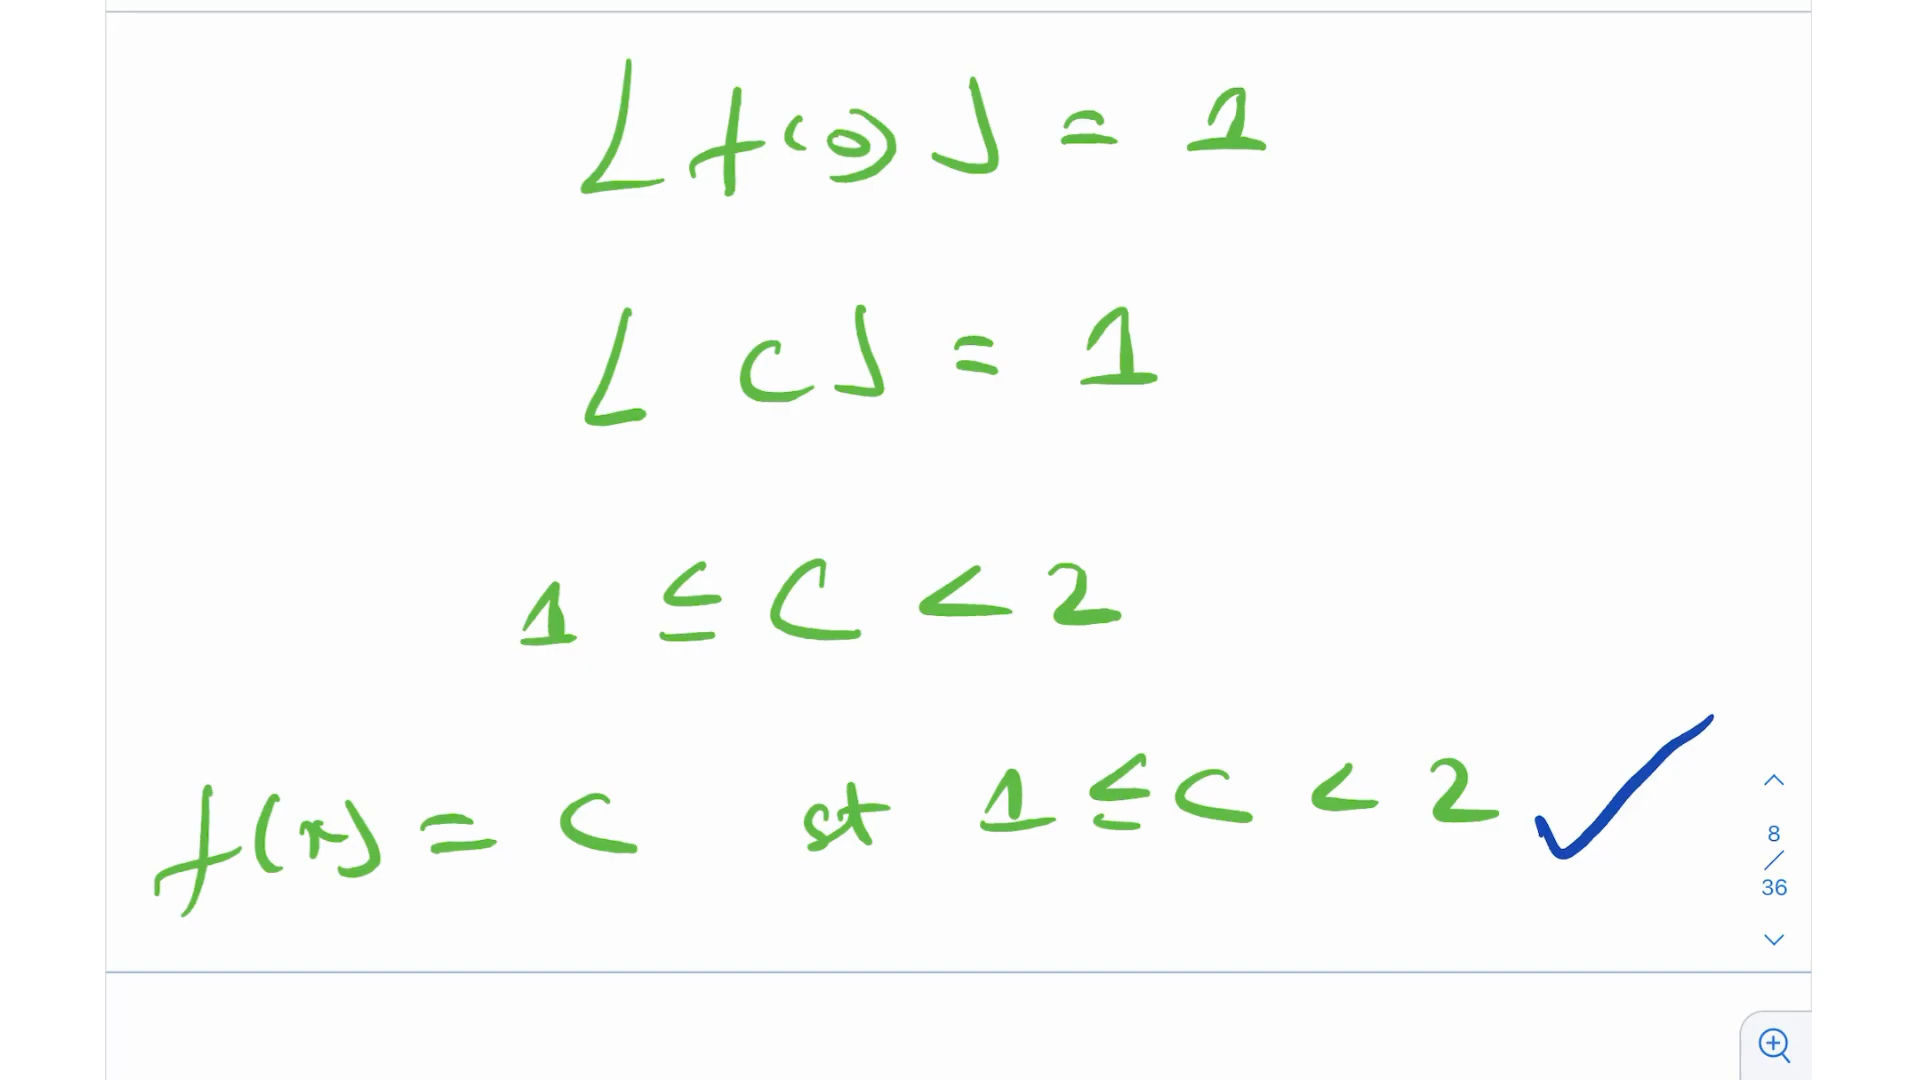 ⌊f(0)⌋ = 1
⌊ c⌋ = 1
1 ≤ C < 2
f(x) = c st 1 ≤ c < 2 ✓
8
/
36